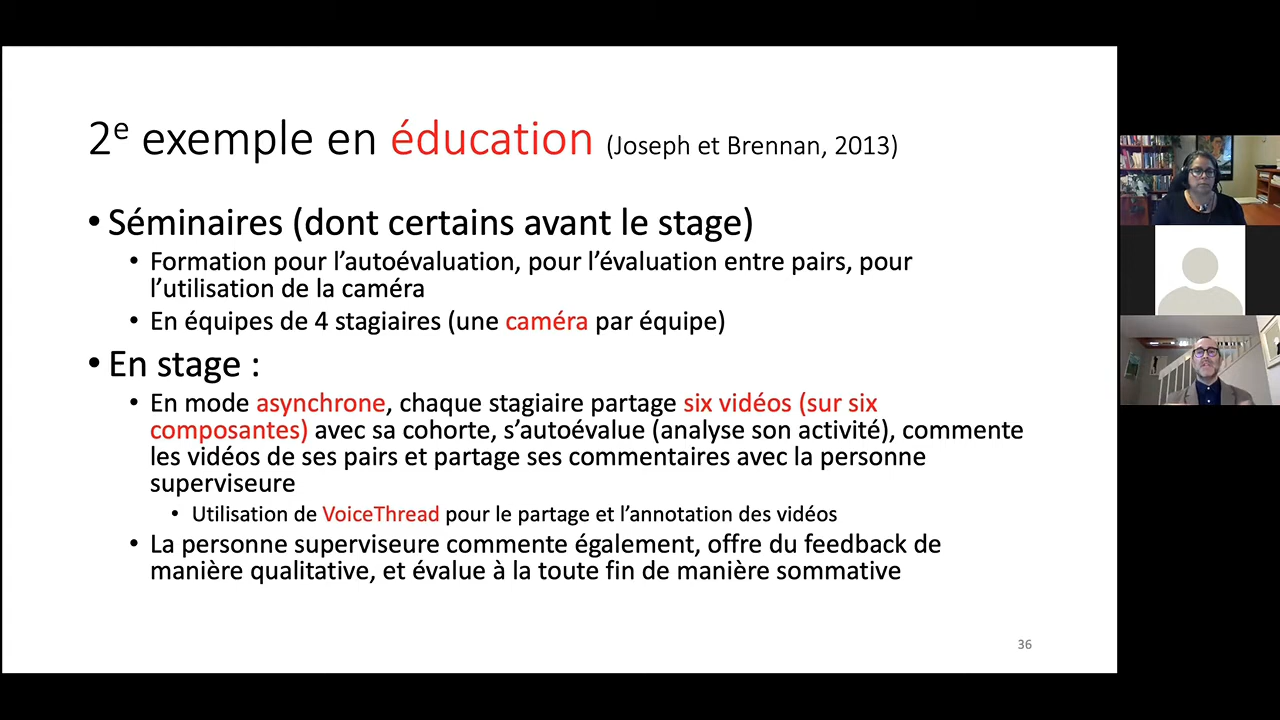 2e exemple en éducation (Joseph et Brennan, 2013)
• Séminaires (dont certains avant le stage)
• Formation pour l’autoévaluation, pour l’évaluation entre pairs, pour
l’utilisation de la caméra
• En équipes de 4 stagiaires (une caméra par équipe)
• En stage :
• En mode asynchrone, chaque stagiaire partage six vidéos (sur six
composantes) avec sa cohorte, s’autoévalue (analyse son activité), commente
les vidéos de ses pairs et partage ses commentaires avec la personne
superviseure
• Utilisation de VoiceThread pour le partage et l’annotation des vidéos
• La personne superviseure commente également, offre du feedback de
manière qualitative, et évalue à la toute fin de manière sommative
36